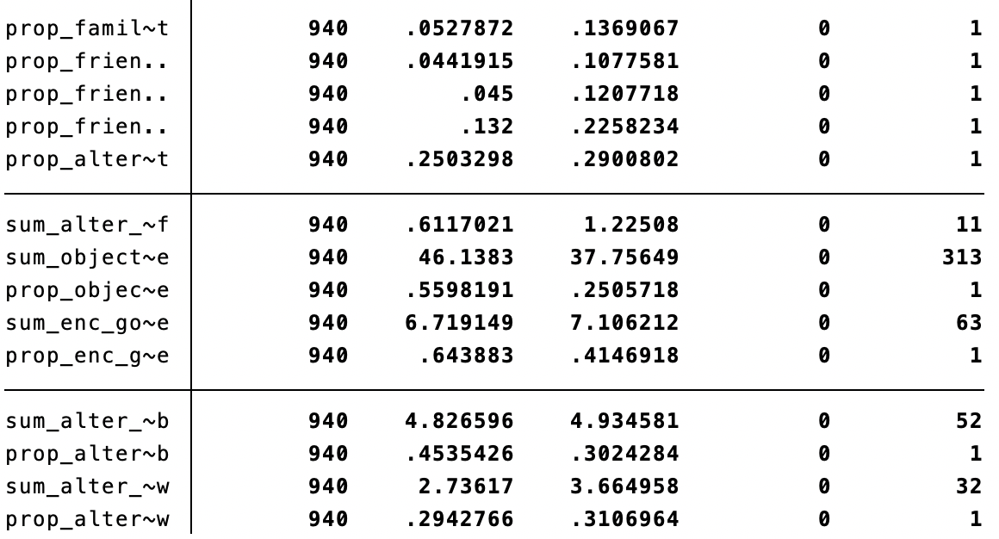 prop_famil~t 940 .0527872 .1369067 0 1
prop_frien.. 940 .0441915 .1077581 0 1
prop_frien.. 940 .045 .1207718 0 1
prop_frien.. 940 .132 .2258234 0 1
prop_alter~t 940 .2503298 .2900802 0 1
sum_alter_~f 940 .6117021 1.22508 0 11
sum_object~e 940 46.1383 37.75649 0 313
prop_objec~e 940 .5598191 .2505718 0 1
sum_enc_go~e 940 6.719149 7.106212 0 63
prop_enc_g~e 940 .643883 .4146918 0 1
sum_alter_~b 940 4.826596 4.934581 0 52
prop_alter~b 940 .4535426 .3024284 0 1
sum_alter_~w 940 2.73617 3.664958 0 32
prop_alter~w 940 .2942766 .3106964 0 1